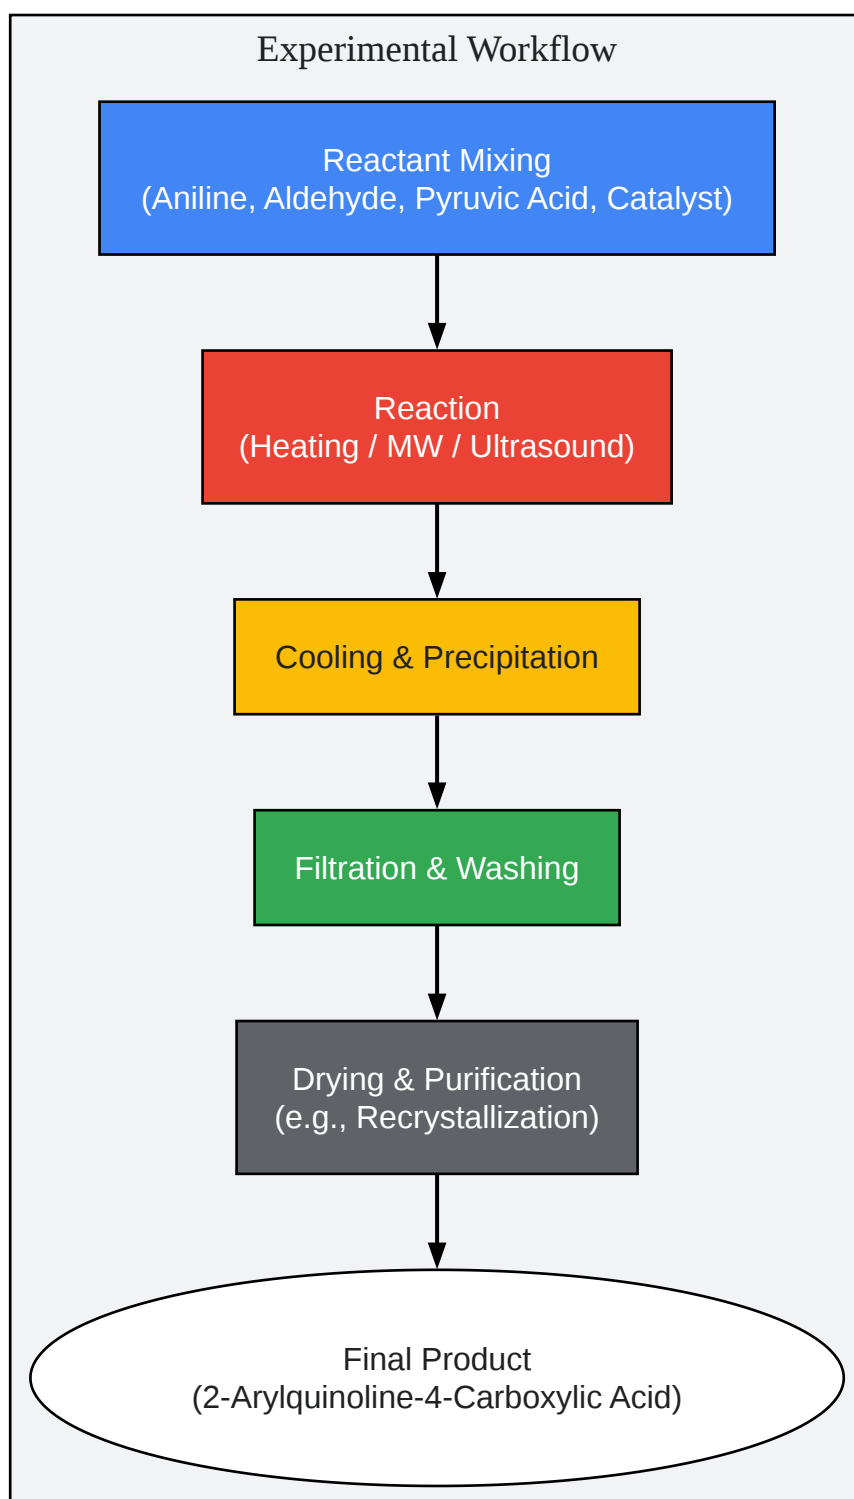 Experimental Workflow
Reactant Mixing
(Aniline, Aldehyde, Pyruvic Acid, Catalyst)
Reaction
(Heating / MW / Ultrasound)
Cooling & Precipitation
Filtration & Washing
Drying & Purification
(e.g., Recrystallization)
Final Product
(2-Arylquinoline-4-Carboxylic Acid)